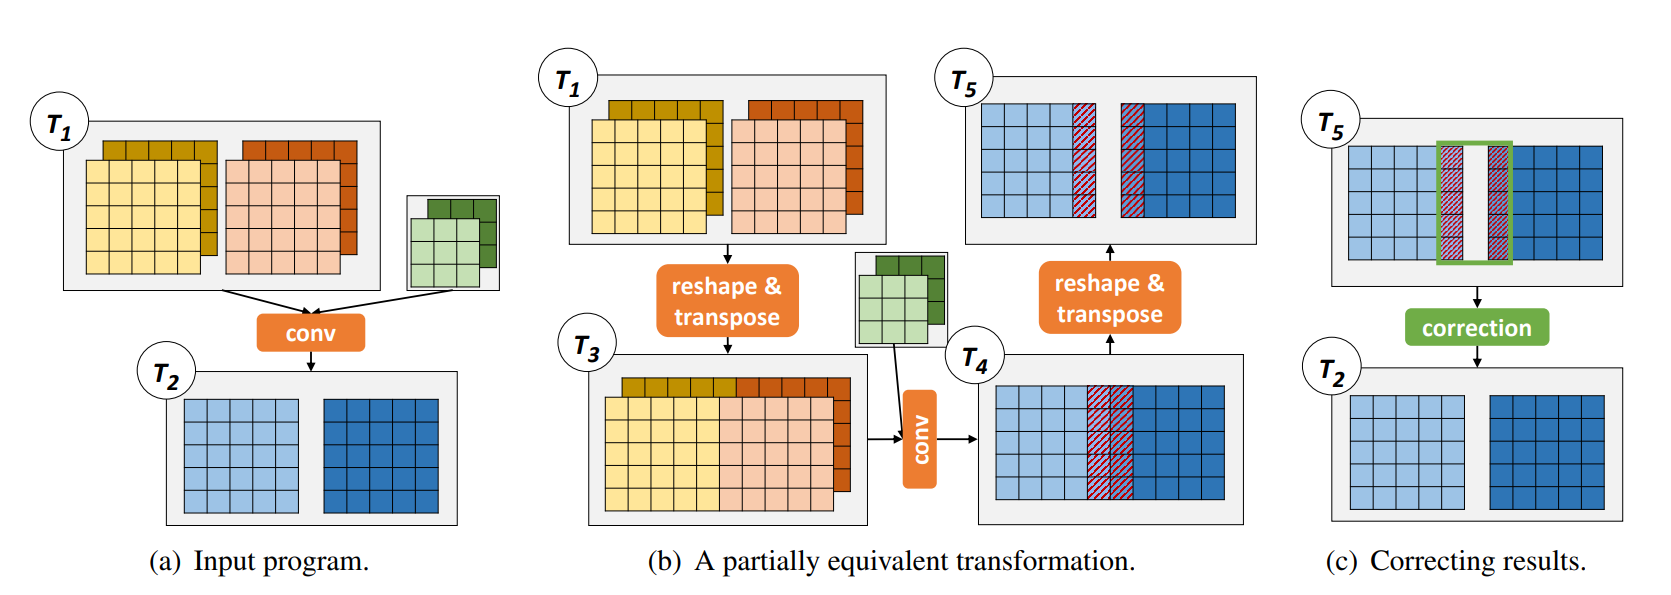 T1
conv
T2
(a) Input program.
T1
reshape &
transpose
T3
conv
T4
reshape &
transpose
T5
(b) A partially equivalent transformation.
T5
correction
T2
(c) Correcting results.